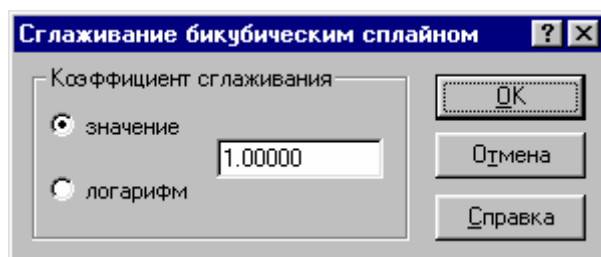 Сглаживание бикубическим сплайном
Коэффициент сглаживания
значение
1.00000
логарифм
OK
Отмена
Справка